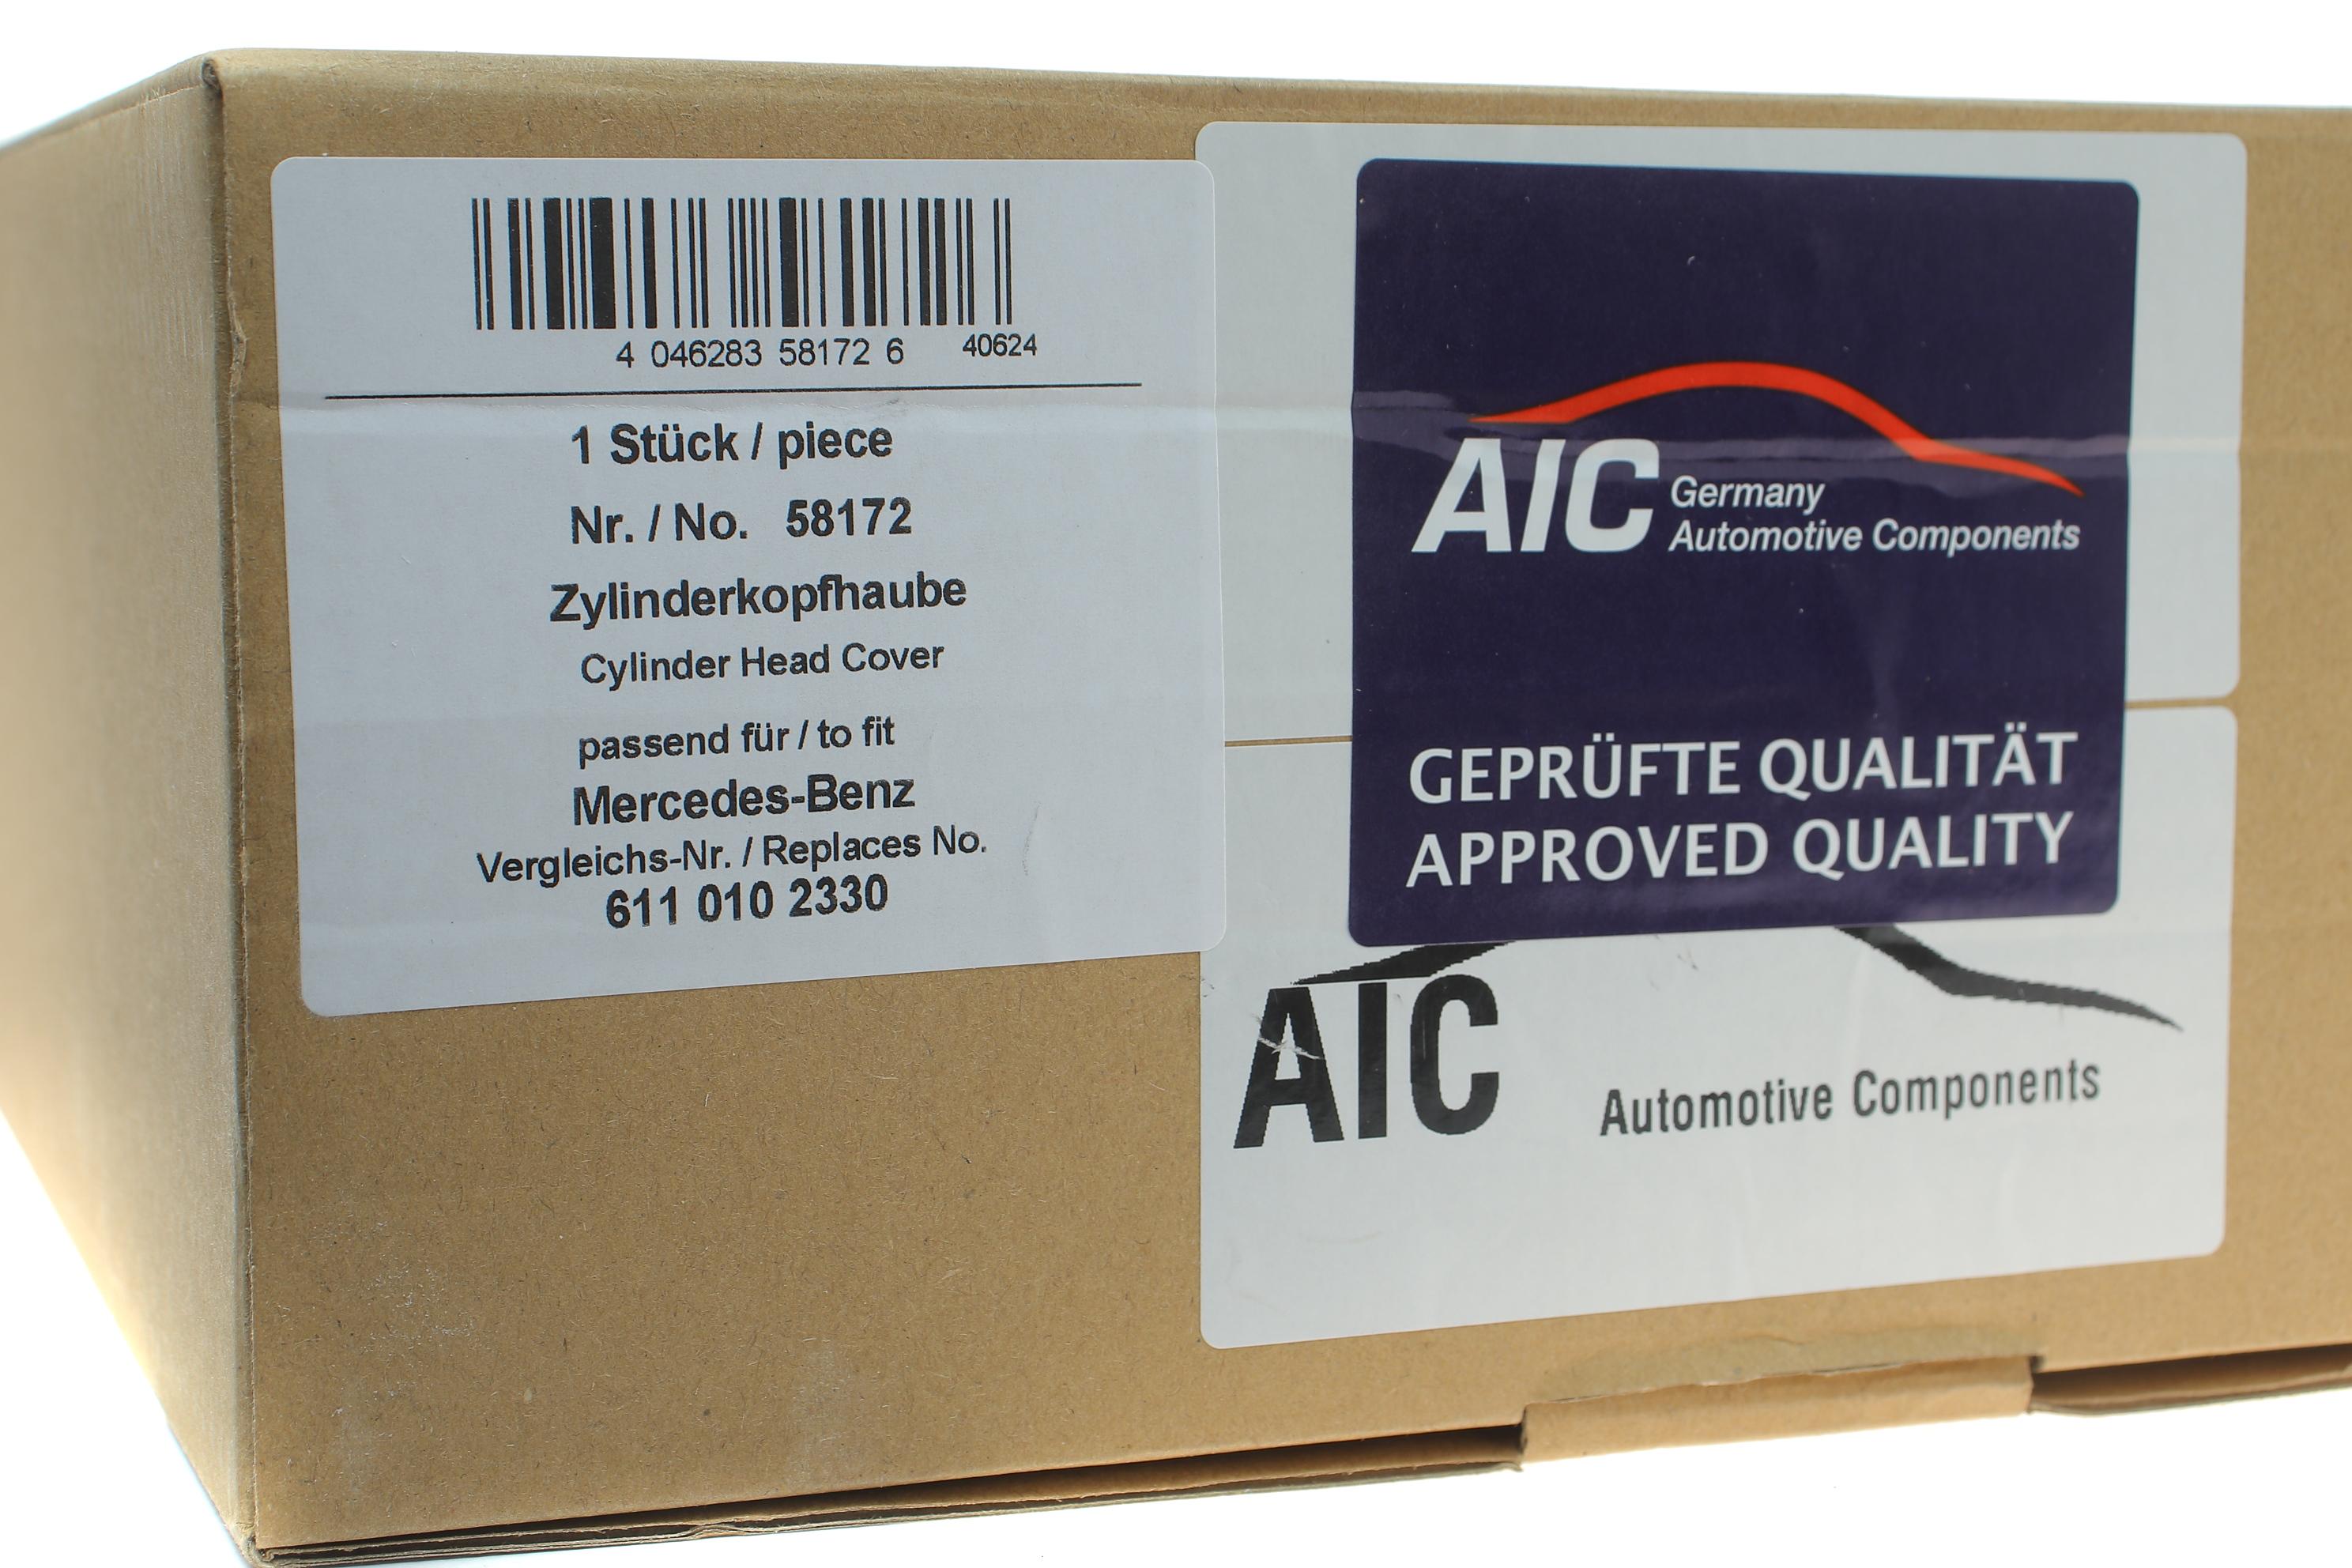 4 046283 58172 6 40624
1 Stück / piece
Nr. / No. 58172
Zylinderkopfhaube
Cylinder Head Cover
passend für / to fit
Mercedes-Benz
Vergleichs-Nr. / Replaces No.
611 010 2330
AIC Germany
Automotive Components
GEPRÜFTE QUALITÄT
APPROVED QUALITY
AIC Automotive Components